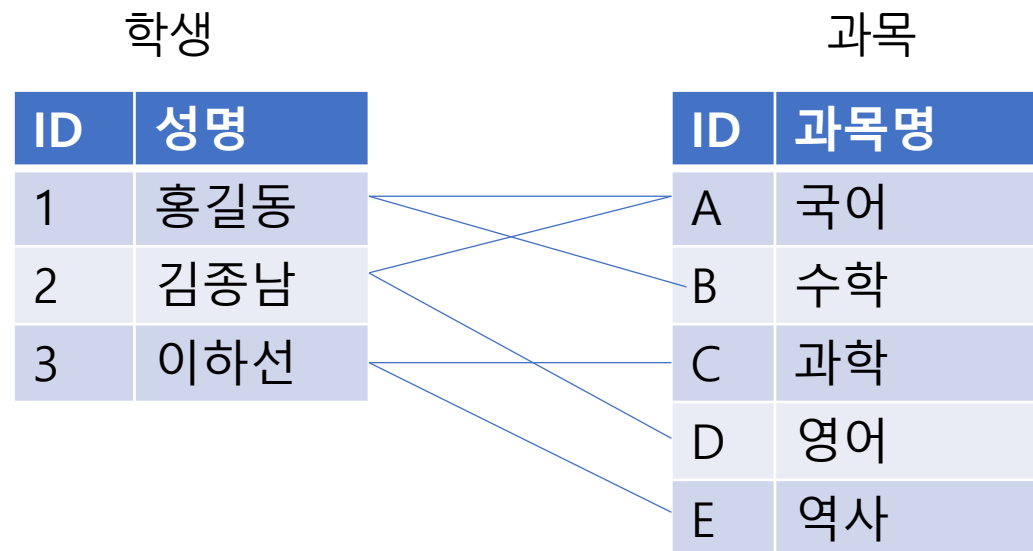 학생
과목
ID 성명
1 홍길동
2 김종남
3 이하선
ID 과목명
A 국어
B 수학
C 과학
D 영어
E 역사